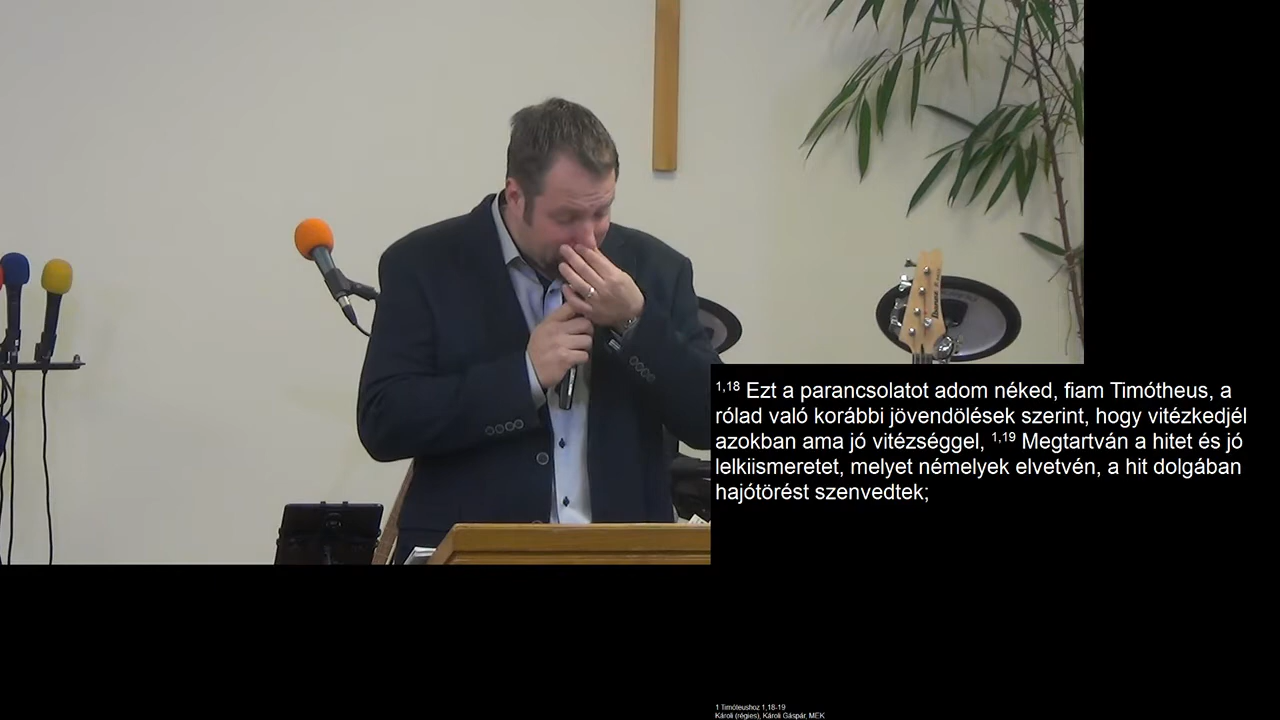 1,18 Ezt a parancsolatot adom néked, fiam Timótheus, a
rólad való korábbi jövendölések szerint, hogy vitézkedjél
azokban ama jó vitézséggel, 1,19 Megtartván a hitet és jó
lelkiismeretet, melyet némelyek elvetvén, a hit dolgában
hajótörést szenvedtek;
1 Timóteushoz 1,18-19
Károli (régies), Károli Gáspár, MEK